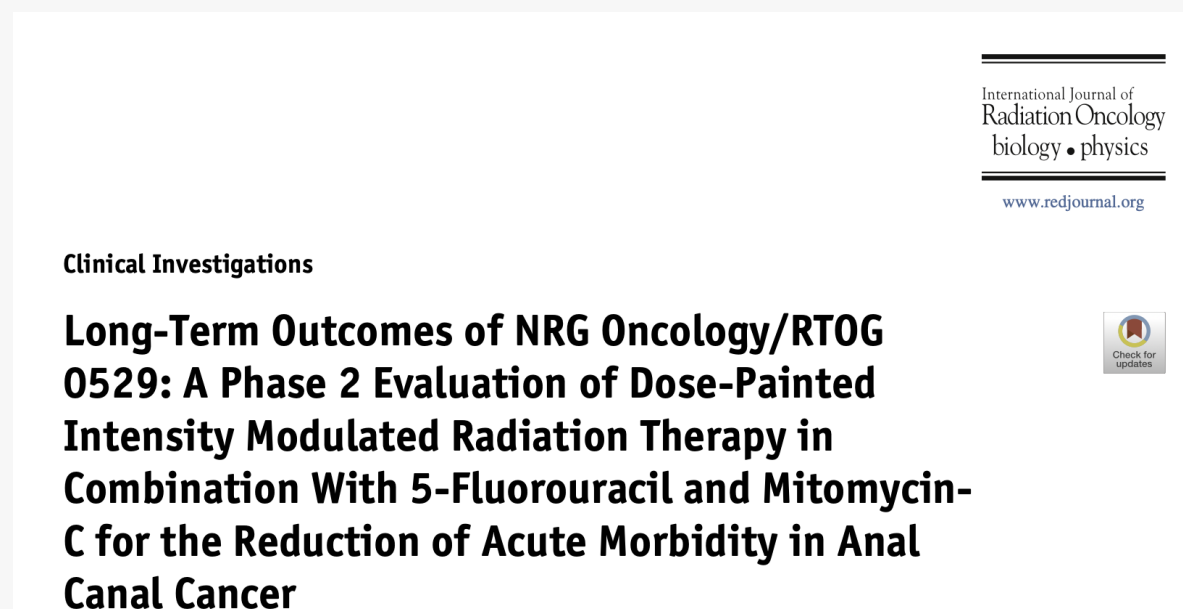 International Journal of
Radiation Oncology
biology • physics
www.redjournal.org
Clinical Investigations
Long-Term Outcomes of NRG Oncology/RTOG
0529: A Phase 2 Evaluation of Dose-Painted
Intensity Modulated Radiation Therapy in
Combination With 5-Fluorouracil and Mitomycin-
C for the Reduction of Acute Morbidity in Anal
Canal Cancer
Check for
updates